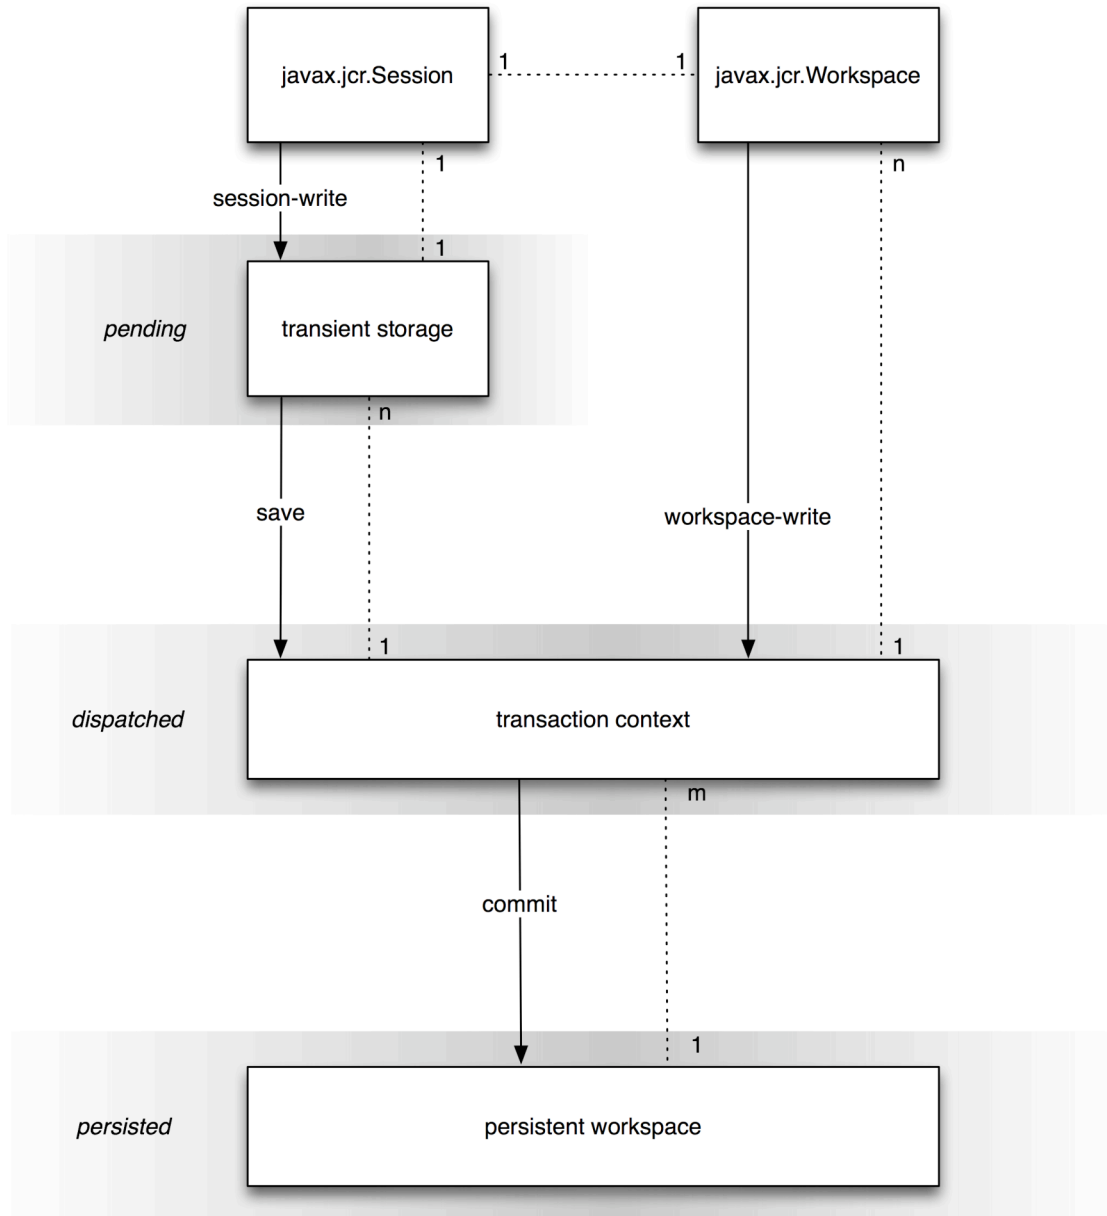 javax.jcr.Session
1
1
javax.jcr.Workspace
1
n
session-write
1
pending
transient storage
n
save
workspace-write
1
1
dispatched
transaction context
m
commit
1
persisted
persistent workspace